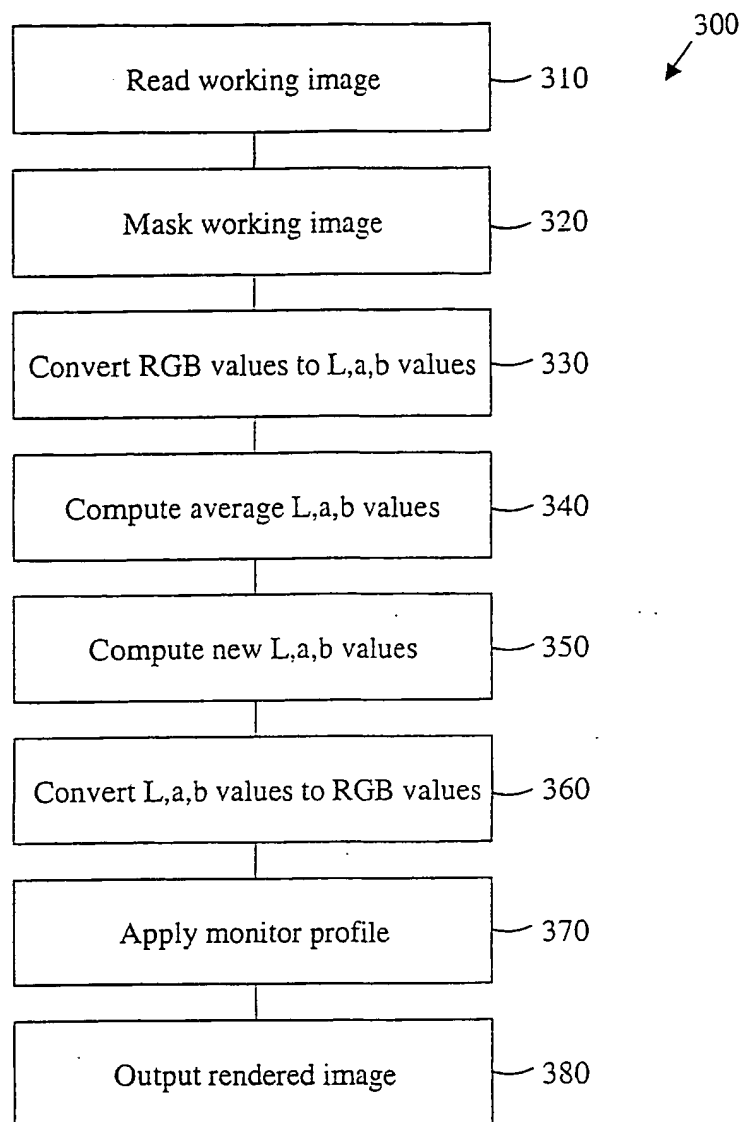 300
Read working image 310
Mask working image 320
Convert RGB values to L,a,b values 330
Compute average L,a,b values 340
Compute new L,a,b values 350
Convert L,a,b values to RGB values 360
Apply monitor profile 370
Output rendered image 380